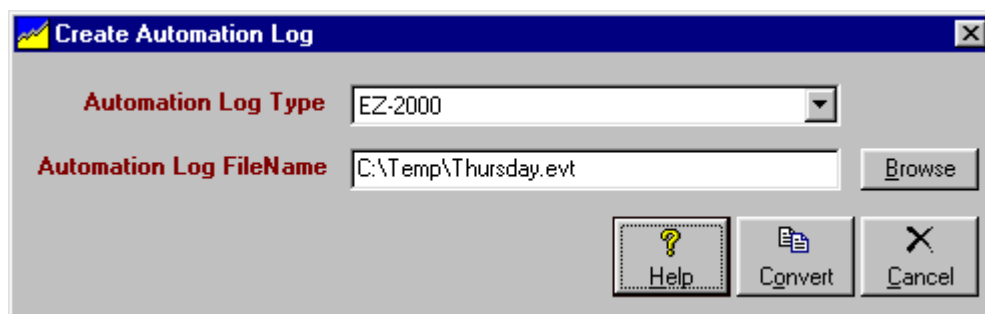 Create Automation Log
Automation Log Type EZ-2000
Automation Log FileName C:\Temp\Thursday.evt Browse
Help Convert Cancel